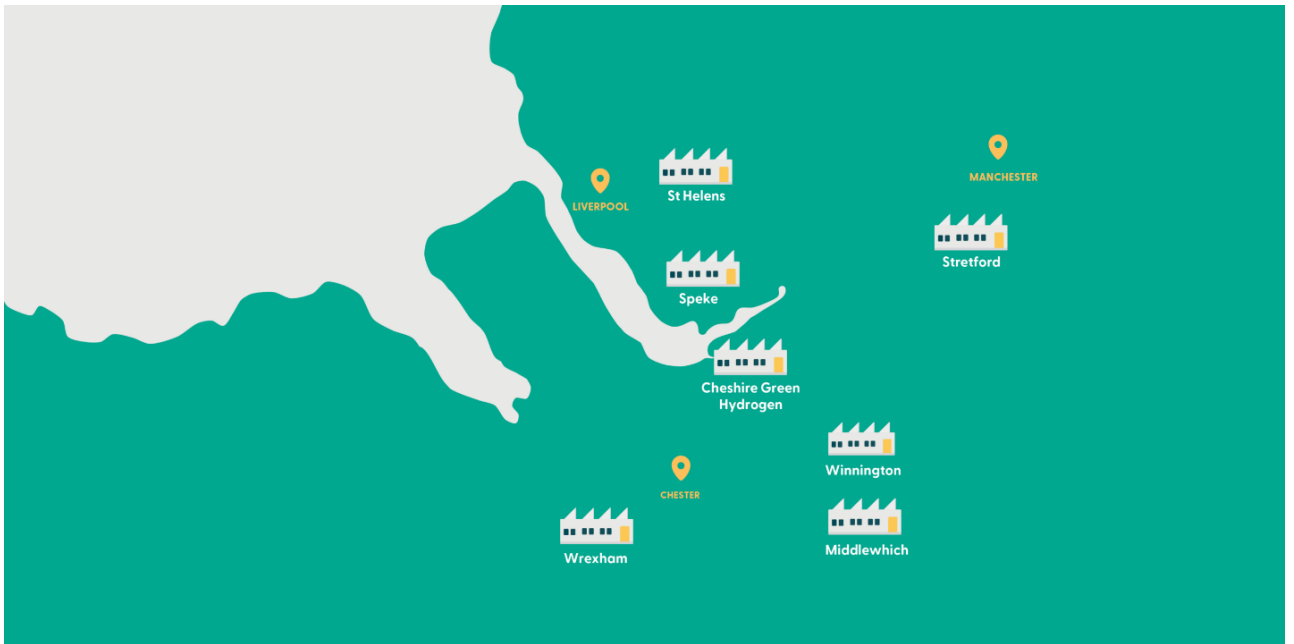 MANCHESTER
St Helens
LIVERPOOL
Stretford
Speke
Cheshire Green
Hydrogen
Winnington
CHESTER
Middlewhich
Wrexham